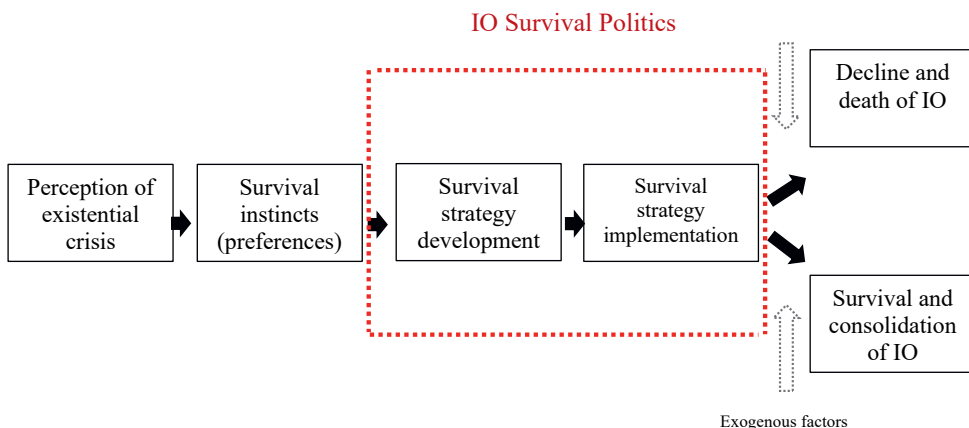 IO Survival Politics
Decline and
death of IO
Perception of
existential
crisis
Survival
instincts
(preferences)
Survival
strategy
development
Survival
strategy
implementation
Survival and
consolidation
of IO
Exogenous factors